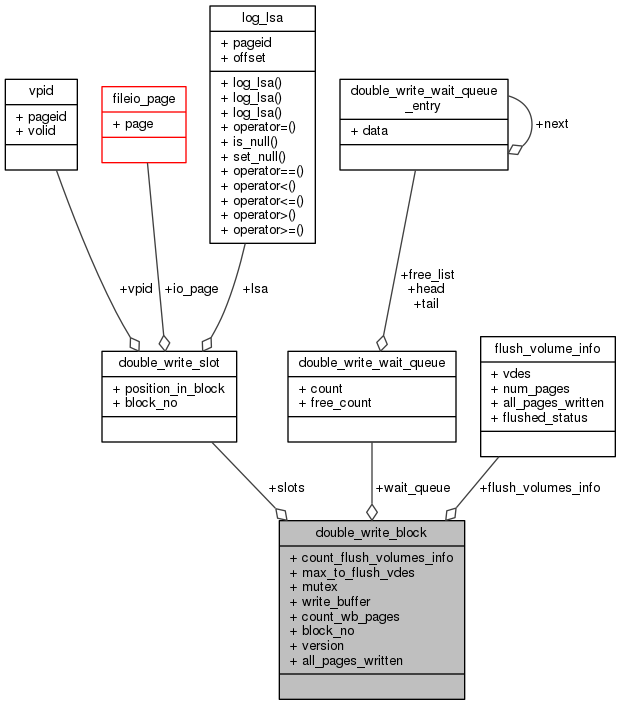 log_lsa
+ pageid
+ offset
+ log_lsa()
+ log_lsa()
+ log_lsa()
+ operator=()
+ is_null()
+ set_null()
+ operator==()
+ operator<()
+ operator<=()
+ operator>()
+ operator>=()
vpid
+ pageid
+ volid
fileio_page
+ page
double_write_wait_queue
_entry
+ data
+next
+vpid
+io_page
+lsa
+free_list
+head
+tail
double_write_slot
+ position_in_block
+ block_no
double_write_wait_queue
+ count
+ free_count
flush_volume_info
+ vdes
+ num_pages
+ all_pages_written
+ flushed_status
+slots
+wait_queue
+flush_volumes_info
double_write_block
+ count_flush_volumes_info
+ max_to_flush_vdes
+ mutex
+ write_buffer
+ count_wb_pages
+ block_no
+ version
+ all_pages_written